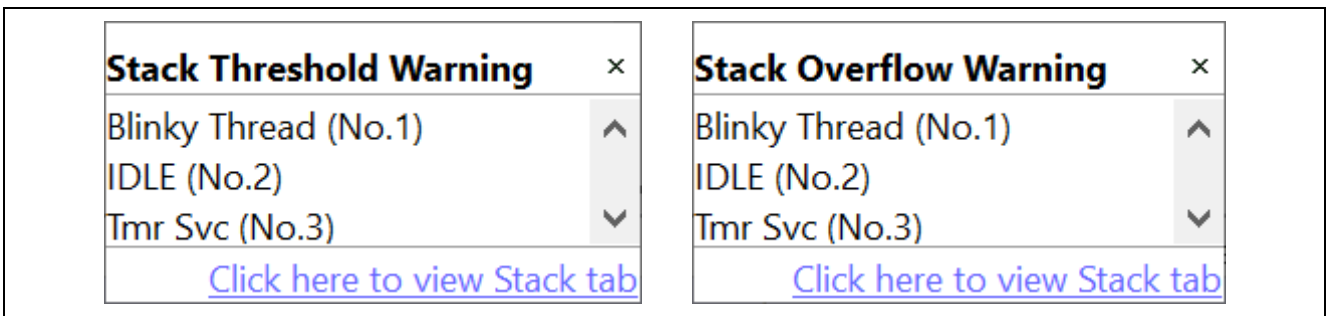 Stack Threshold Warning ×
Blinky Thread (No.1)
IDLE (No.2)
Tmr Svc (No.3)
Click here to view Stack tab
Stack Overflow Warning ×
Blinky Thread (No.1)
IDLE (No.2)
Tmr Svc (No.3)
Click here to view Stack tab